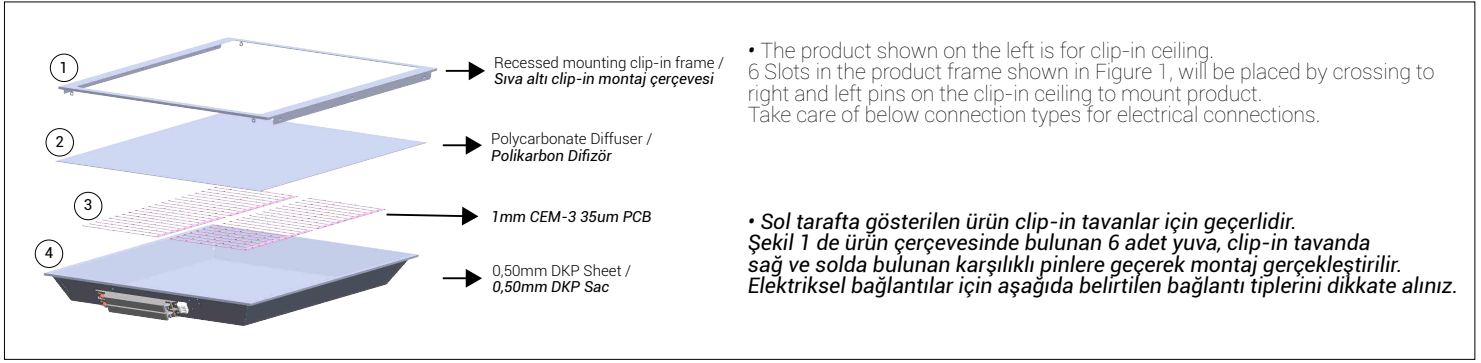 1
Recessed mounting clip-in frame /
Sıva altı clip-in montaj çerçevesi
2
Polycarbonate Diffuser /
Polikarbon Difizör
3
1mm CEM-3 35um PCB
4
0,50mm DKP Sheet /
0,50mm DKP Sac
• The product shown on the left is for clip-in ceiling.
6 Slots in the product frame shown in Figure 1, will be placed by crossing to
right and left pins on the clip-in ceiling to mount product.
Take care of below connection types for electrical connections.
• Sol tarafta gösterilen ürün clip-in tavanlar için geçerlidir.
Şekil 1 de ürün çerçevesinde bulunan 6 adet yuva, clip-in tavanda
sağ ve solda bulunan karşılıklı pinlere geçerek montaj gerçekleştirilir.
Elektriksel bağlantılar için aşağıda belirtilen bağlantı tiplerini dikkate alınız.